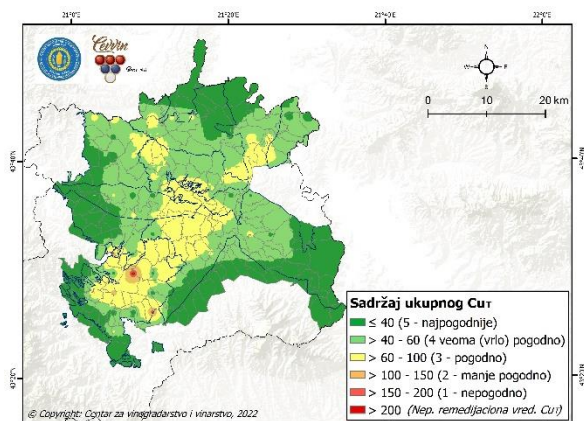 21°0 21°20 21°4 22°0
Cervin
N
W E
S
0 10 20 km
Sadržaj ukupnog CuT
≤ 40 (5 - najpogodnije)
> 40 - 60 (4 veoma (vrlo) pogodno)
> 60 - 100 (3 - pogodno)
> 100 - 150 (2 - manje pogodno)
> 150 - 200 (1 - nepogodno)
> 200 (Nep. remedijaciona vred. CuT)
© Copyright: Centar za vinogradarstvo i vinarstvo, 2022